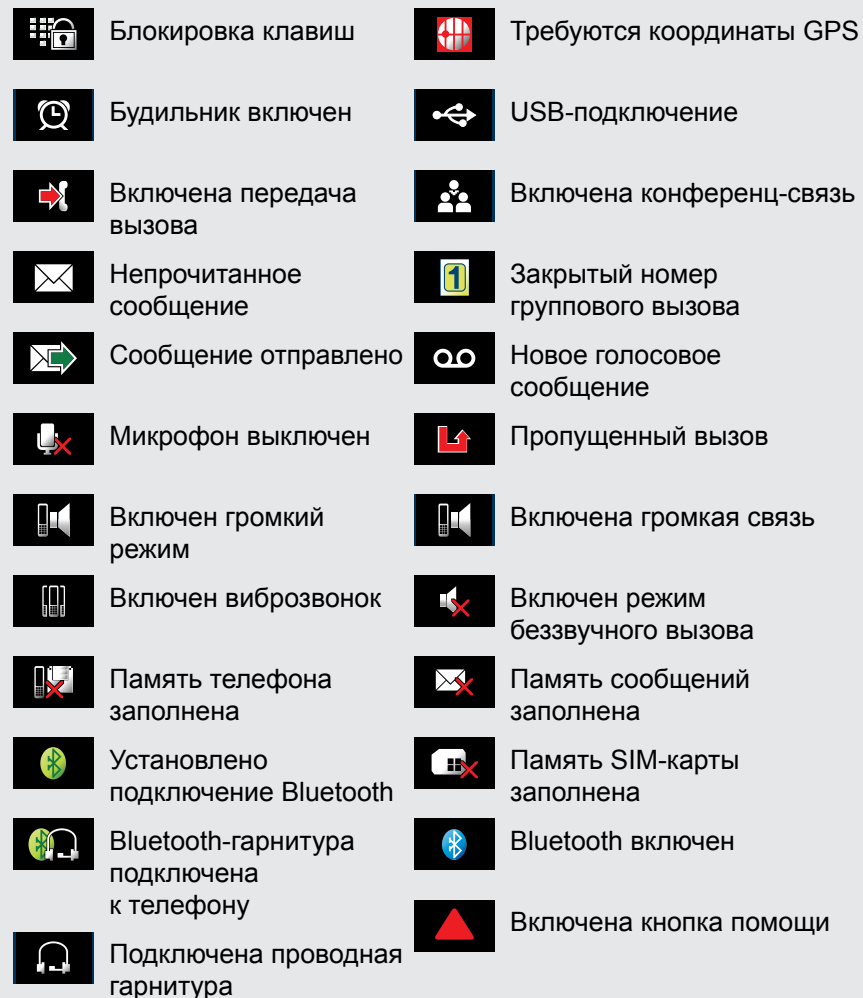 Блокировка клавиш
Будильник включен
Включена передача
вызова
Непрочитанное
сообщение
Сообщение отправлено
Микрофон выключен
Включен громкий
режим
Включен виброзвонок
Память телефона
заполнена
Установлено
подключение Bluetooth
Bluetooth-гарнитура
подключена
к телефону
Подключена проводная
гарнитура
Требуются координаты GPS
USB-подключение
Включена конференц-связь
1
Закрытый номер
группового вызова
Новое голосовое
сообщение
Пропущенный вызов
Включена громкая связь
Включен режим
беззвучного вызова
Память сообщений
заполнена
Память SIM-карты
заполнена
Bluetooth включен
Включена кнопка помощи